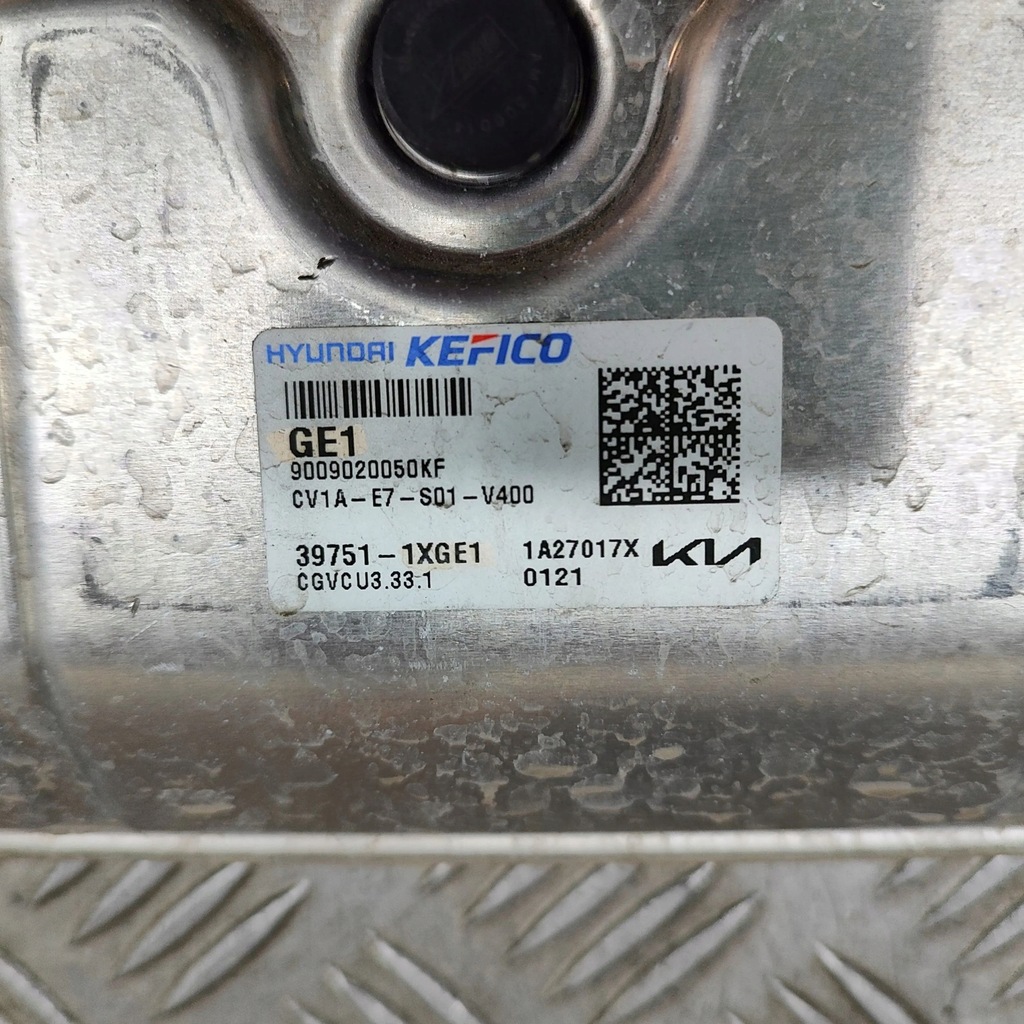 HYUNDAI KEFICO
GE1
9009020050KF
CV1A-E7-S01-V400
39751-1XGE1 1A27017X KIA
CGVCU3.33.1 0121